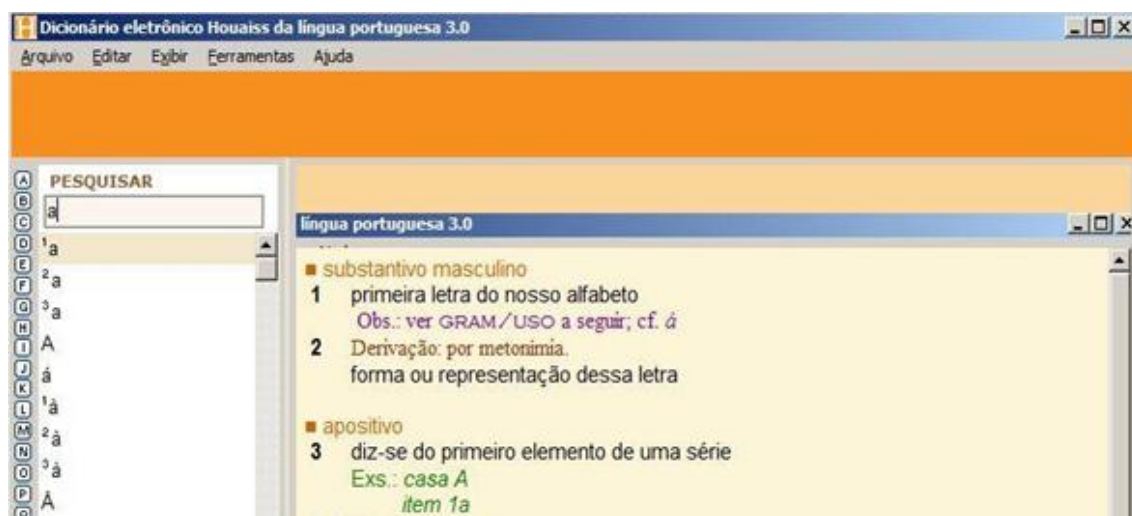 Dicionário eletrônico Houaiss da língua portuguesa 3.0
Arquivo Editar Exibir Ferramentas Ajuda
PESQUISAR
a
¹a
²a
³a
A
á
¹à
²à
³à
Å
A
B
C
D
E
F
G
H
I
J
K
L
M
N
O
P
língua portuguesa 3.0
substantivo masculino
1 primeira letra do nosso alfabeto
Obs.: ver GRAM/USO a seguir; cf. á
2 Derivação: por metonímia.
forma ou representação dessa letra
apositivo
3 diz-se do primeiro elemento de uma série
Exs.: casa A
item 1a